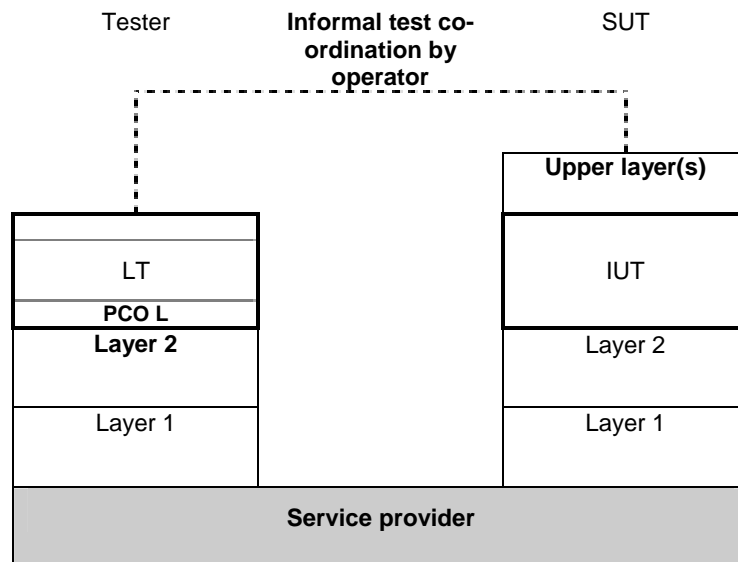 Tester
Informal test co-
ordination by
operator
SUT
Upper layer(s)
LT
IUT
PCO L
Layer 2
Layer 2
Layer 1
Layer 1
Service provider